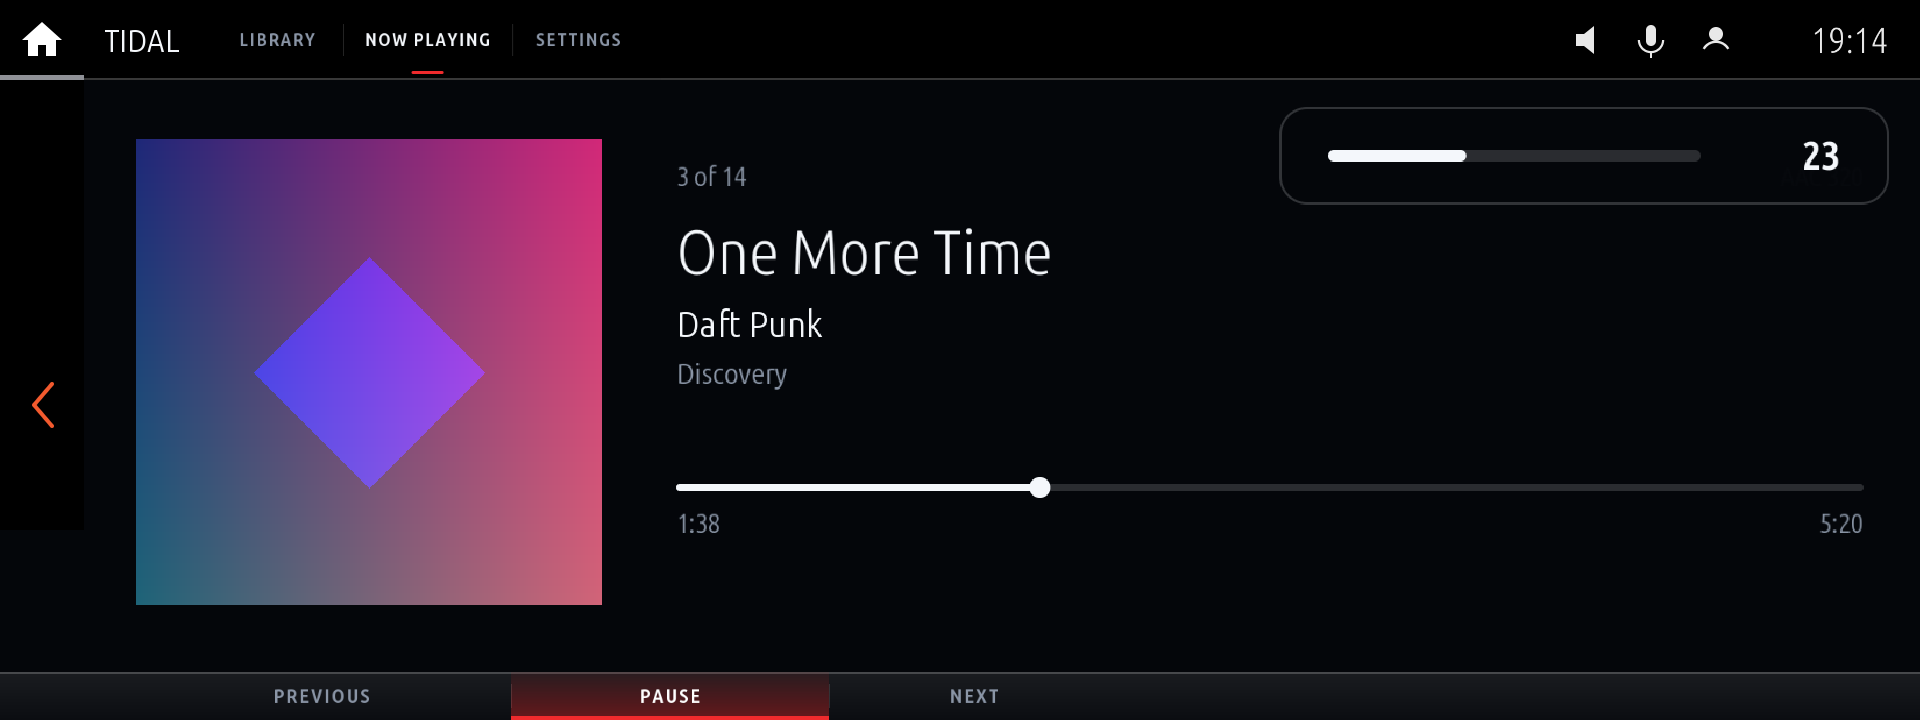 TIDAL LIBRARY NOW PLAYING SETTINGS 19:14
23
3 of 14
One More Time
Daft Punk
Discovery
1:38 5:20
PREVIOUS PAUSE NEXT